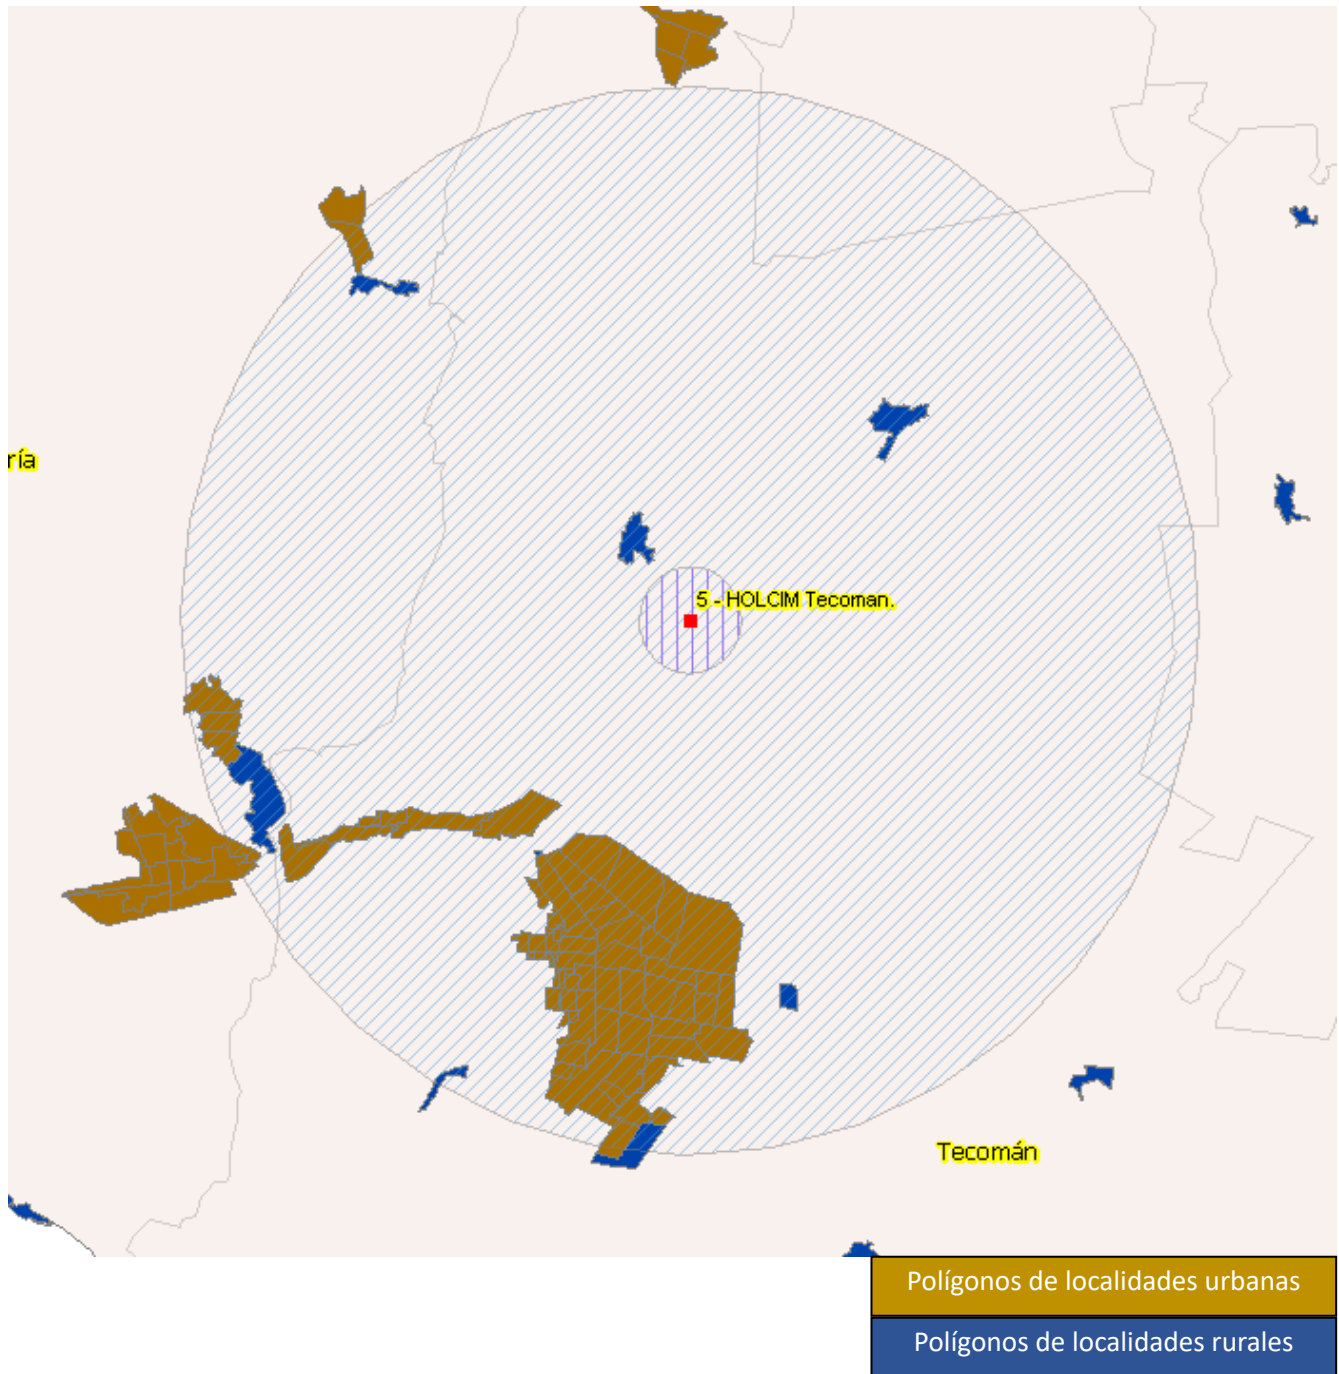 ría
5 - HOLCIM Tecoman.
Tecomán
Polígonos de localidades urbanas
Polígonos de localidades rurales